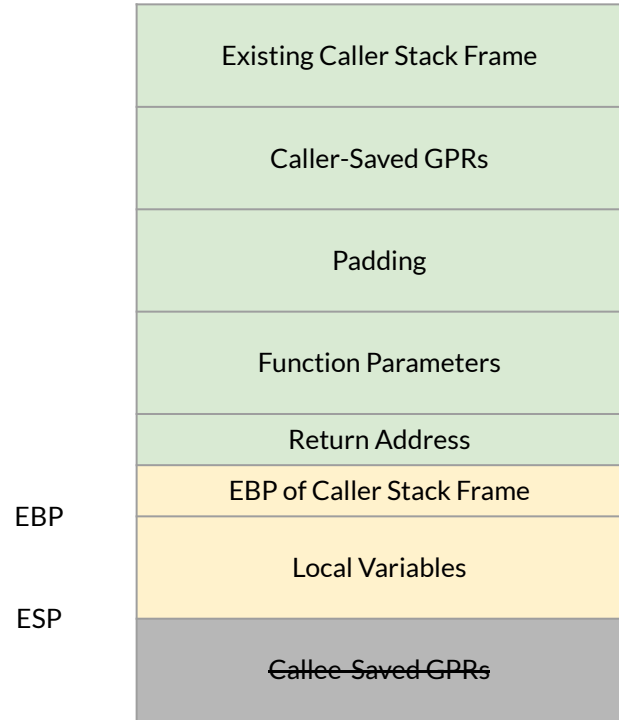 Existing Caller Stack Frame
Caller-Saved GPRs
Padding
Function Parameters
Return Address
EBP of Caller Stack Frame
EBP
Local Variables
ESP
Callee-Saved GPRs